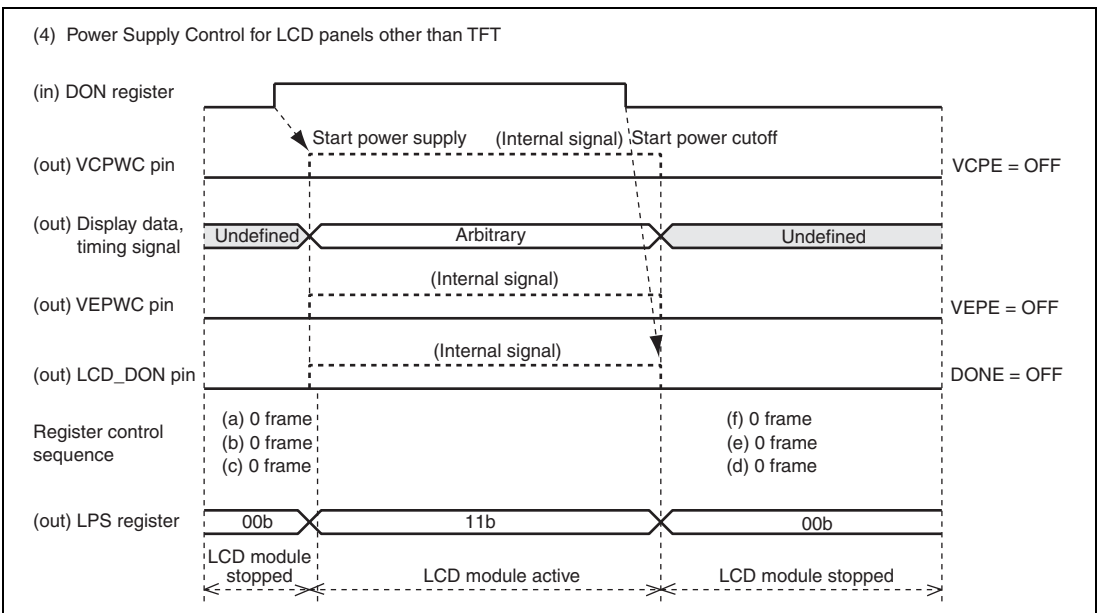 (4) Power Supply Control for LCD panels other than TFT
(in) DON register
Start power supply
(Internal signal)
Start power cutoff
(out) VCPWC pin
VCPE = OFF
(out) Display data,
timing signal
Undefined
Arbitrary
Undefined
(Internal signal)
(out) VEPWC pin
VEPE = OFF
(Internal signal)
(out) LCD_DON pin
DONE = OFF
Register control
sequence
(a) 0 frame
(b) 0 frame
(c) 0 frame
(f) 0 frame
(e) 0 frame
(d) 0 frame
(out) LPS register
00b
11b
00b
LCD module
stopped
LCD module active
LCD module stopped